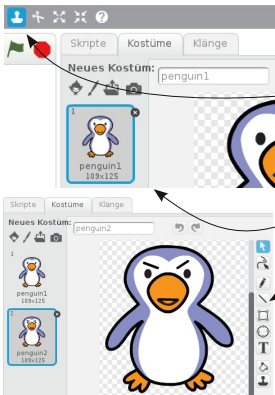 Skripte Kostüme Klänge
Neues Kostüm: penguin1
1
penguin1
109x125
Skripte Kostüme Klänge
Neues Kostüm: penguin2
1
penguin1
109x125
2
penguin2
109x125
T